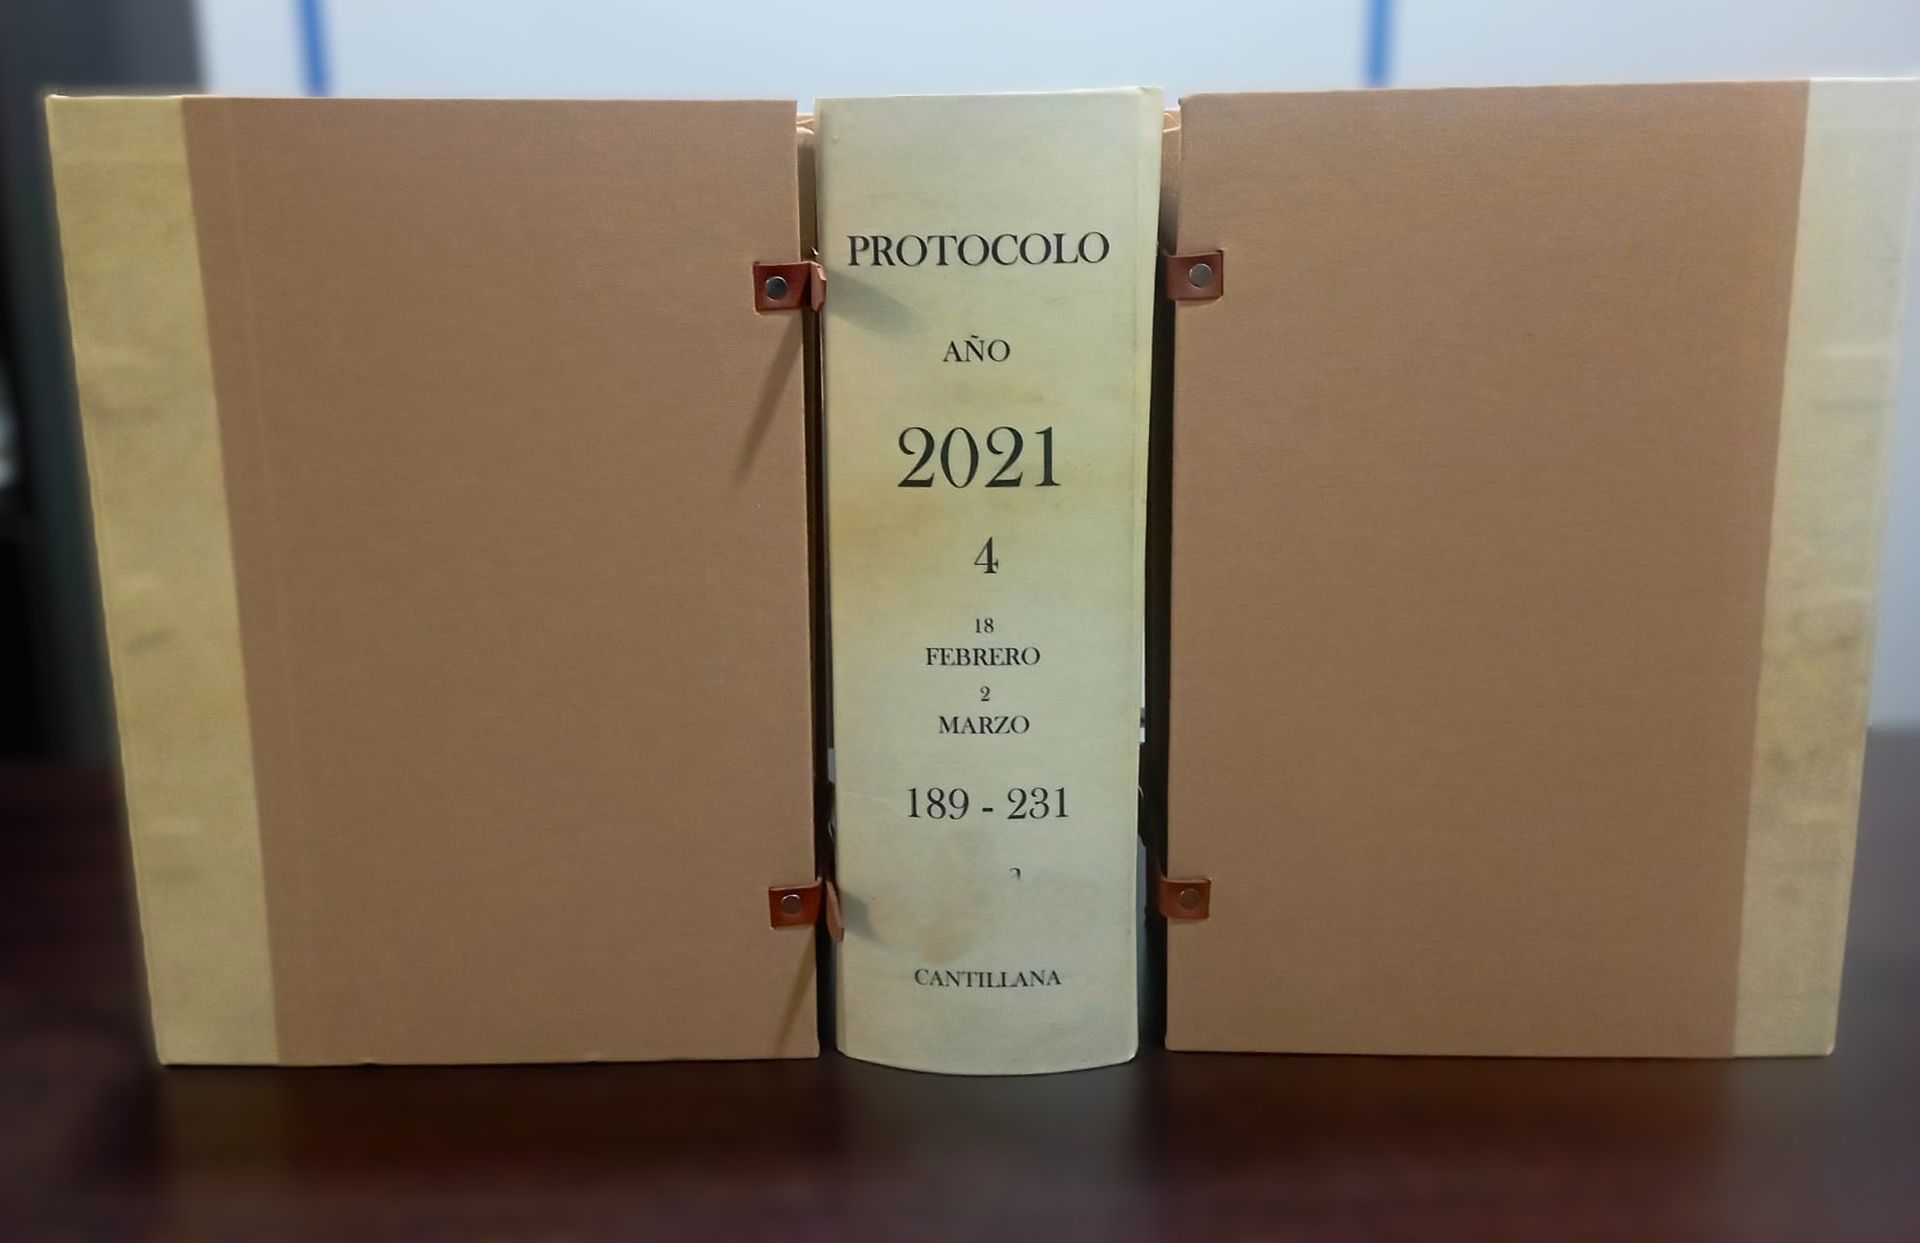 PROTOCOLO
AÑO
2021
4
18
FEBRERO
2
MARZO
189 - 231
CANTILLANA